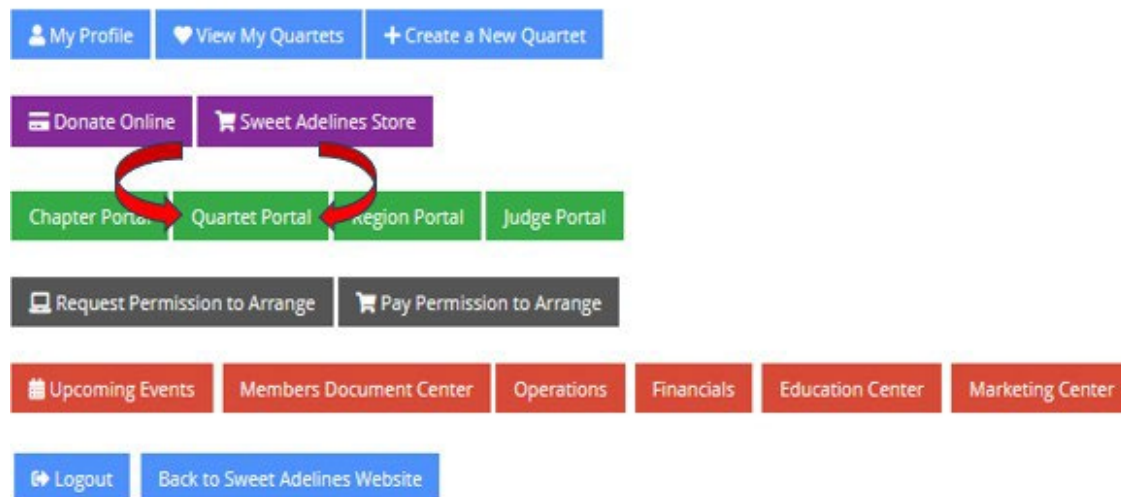 My Profile View My Quartets Create a New Quartet
Donate Online Sweet Adelines Store
Chapter Portal Quartet Portal Region Portal Judge Portal
Request Permission to Arrange Pay Permission to Arrange
Upcoming Events Members Document Center Operations Financials Education Center Marketing Center
Logout Back to Sweet Adelines Website